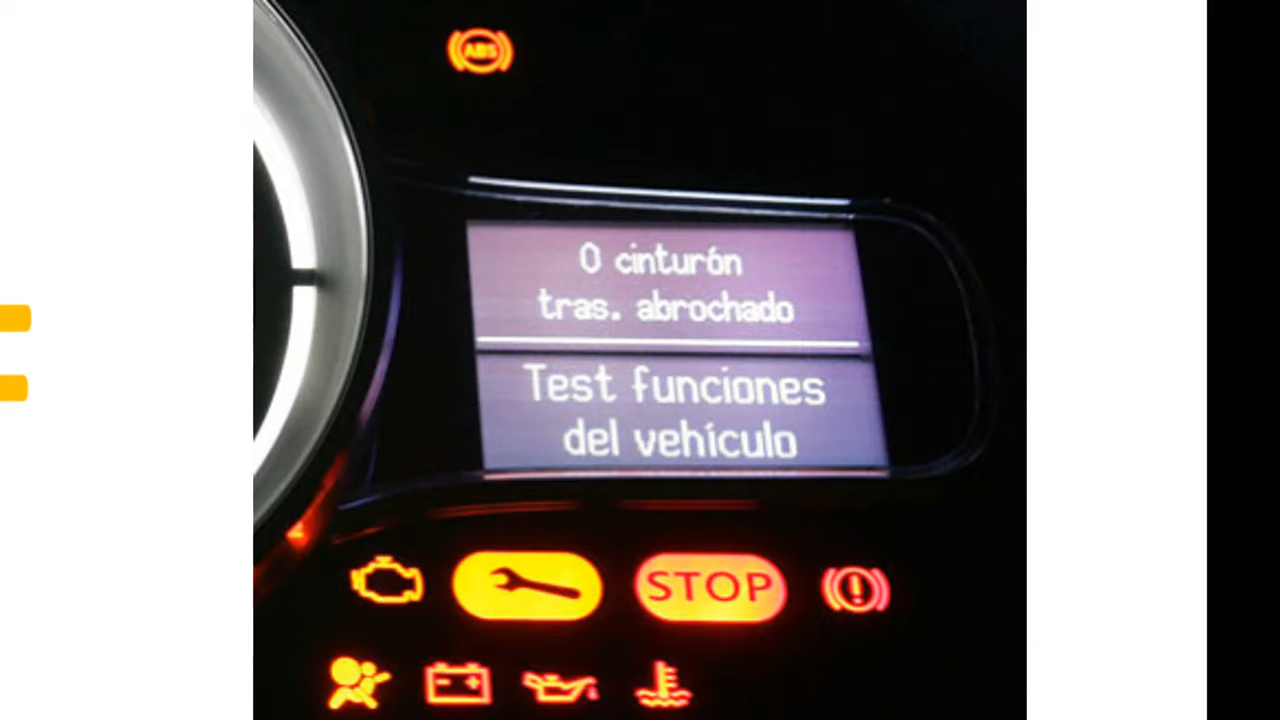 ABS
0 cinturón
tras. abrochado
Test funciones
del vehículo
STOP